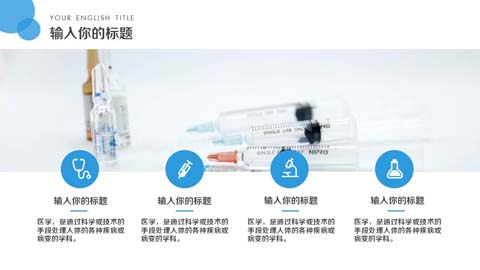 YOUR ENGLISH TITLE
输入你的标题
SINGLE USE ONLY
NIPRO
输入你的标题
输入你的标题
输入你的标题
输入你的标题
医学，是通过科学或技术的
手段处理人体的各种疾病或
病变的学科。
医学，是通过科学或技术的
手段处理人体的各种疾病或
病变的学科。
医学，是通过科学或技术的
手段处理人体的各种疾病或
病变的学科。
医学，是通过科学或技术的
手段处理人体的各种疾病或
病变的学科。